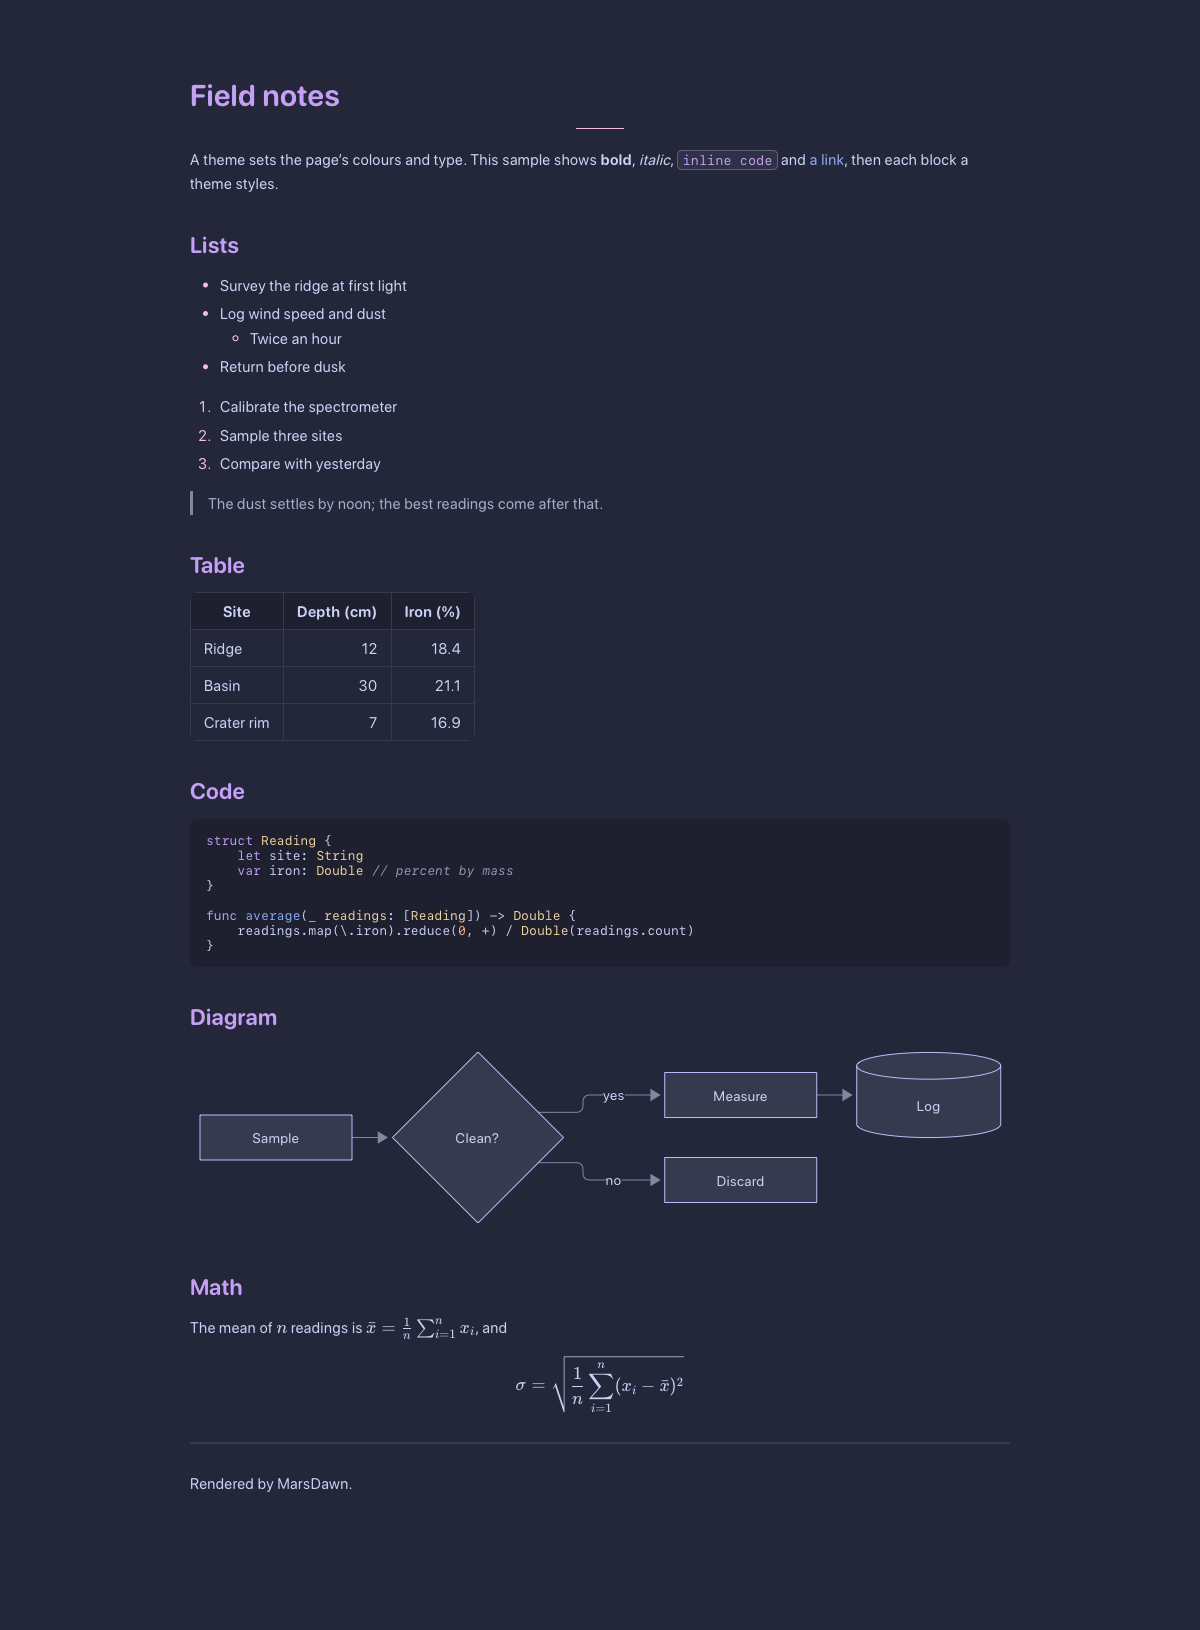 Field notes
A theme sets the page’s colours and type. This sample shows bold, italic, inline code and a link, then each block a
theme styles.
Lists
• Survey the ridge at first light
• Log wind speed and dust
◦ Twice an hour
• Return before dusk
1. Calibrate the spectrometer
2. Sample three sites
3. Compare with yesterday
The dust settles by noon; the best readings come after that.
Table
Site Depth (cm) Iron (%)
Ridge 12 18.4
Basin 30 21.1
Crater rim 7 16.9
Code
struct Reading {
    let site: String
    var iron: Double // percent by mass
}
func average(_ readings: [Reading]) -> Double {
    readings.map(\.iron).reduce(0, +) / Double(readings.count)
}
Diagram
Sample
Clean?
yes
Measure
Log
no
Discard
Math
The mean of n readings is x̄ = 1/n ∑ⁿᵢ₌₁ xᵢ, and
σ = √(1/n ∑ⁿᵢ₌₁ (xᵢ − x̄)²)
Rendered by MarsDawn.